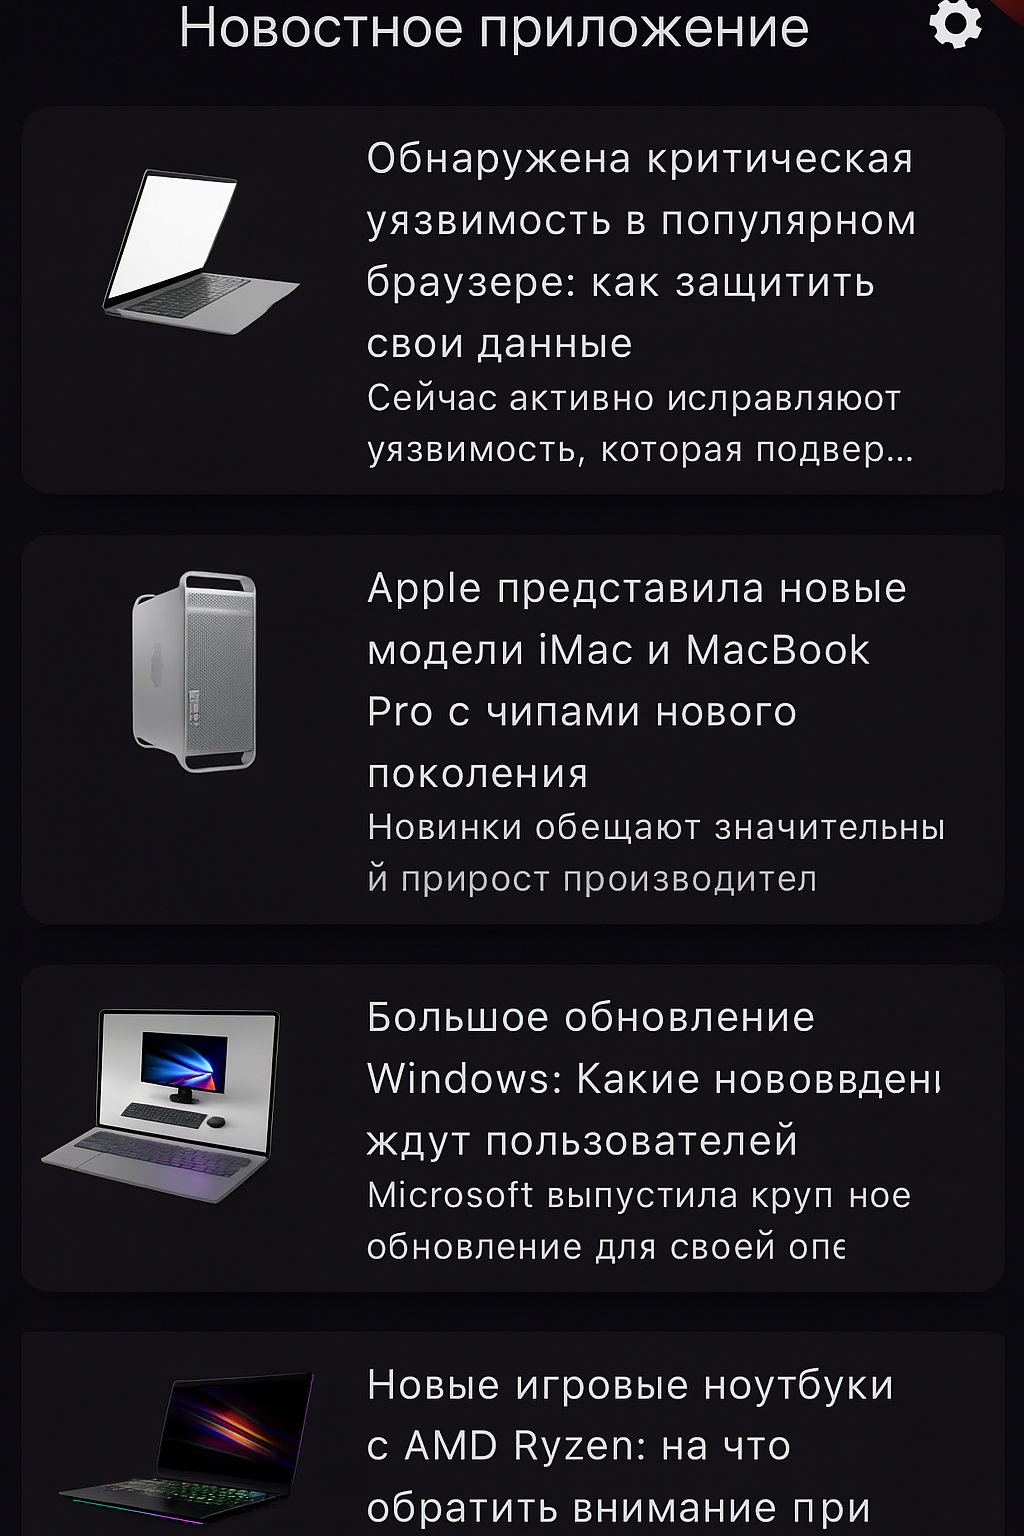 Новостное приложение
Обнаружена критическая
уязвимость в популярном
браузере: как защитить
свои данные
Сейчас активно ислравляюот
уязвимость, которая подвер...
Apple представила новые
модели iMac и MacBook
Pro с чипами нового
поколения
Новинки обещают значительны
й прирост производител
Большое обновление
Windows: Какие нововвдені
ждут пользователей
Microsoft выпустила круп ное
обновление для своей опе
Новые игровые ноутбуки
с AMD Ryzen: на что
обратить внимание при